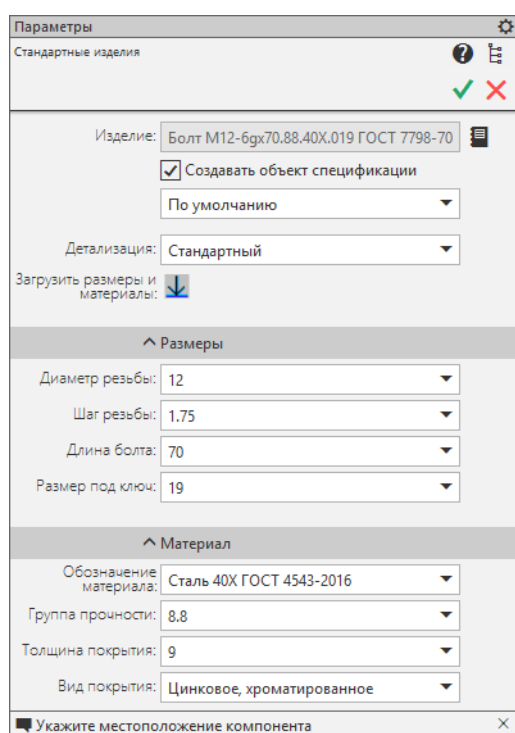 Параметры
Стандартные изделия
Изделие: Болт М12-6gx70.88.40Х.019 ГОСТ 7798-70
Создавать объект спецификации
По умолчанию
Детализация: Стандартный
Загрузить размеры и
материалы:
Размеры
Диаметр резьбы: 12
Шаг резьбы: 1.75
Длина болта: 70
Размер под ключ: 19
Материал
Обозначение
материала: Сталь 40Х ГОСТ 4543-2016
Группа прочности: 8.8
Толщина покрытия: 9
Вид покрытия: Цинковое, хроматированное
Укажите местоположение компонента